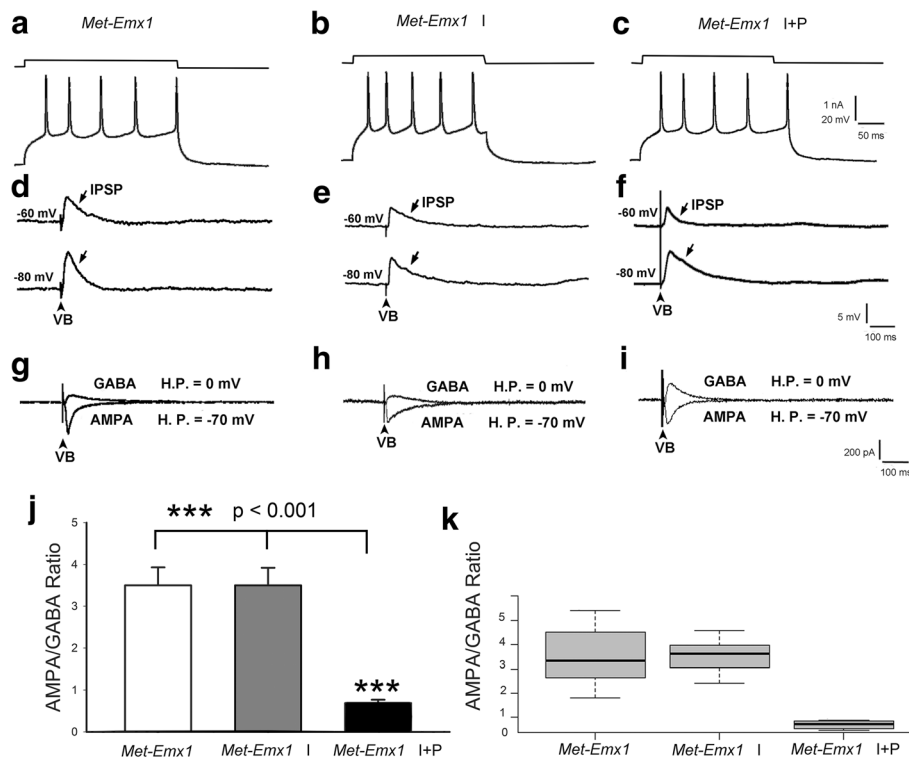 a Met-Emx1
b Met-Emx1 I
c Met-Emx1 I+P
1 nA
20 mV
50 ms
d IPSP
-60 mV
-80 mV
VB
e IPSP
-60 mV
-80 mV
VB
f IPSP
-60 mV
-80 mV
VB
5 mV
100 ms
g GABA H.P. = 0 mV
AMPA H. P. = -70 mV
VB
h GABA H.P. = 0 mV
AMPA H. P. = -70 mV
VB
i GABA H.P. = 0 mV
AMPA H. P. = -70 mV
VB
200 pA
100 ms
j *** p < 0.001
AMPA/GABA Ratio
5
4
3
2
1
0
***
Met-Emx1 Met-Emx1 I Met-Emx1 I+P
k
AMPA/GABA Ratio
5
4
3
2
1
0
Met-Emx1 Met-Emx1 I Met-Emx1 I+P